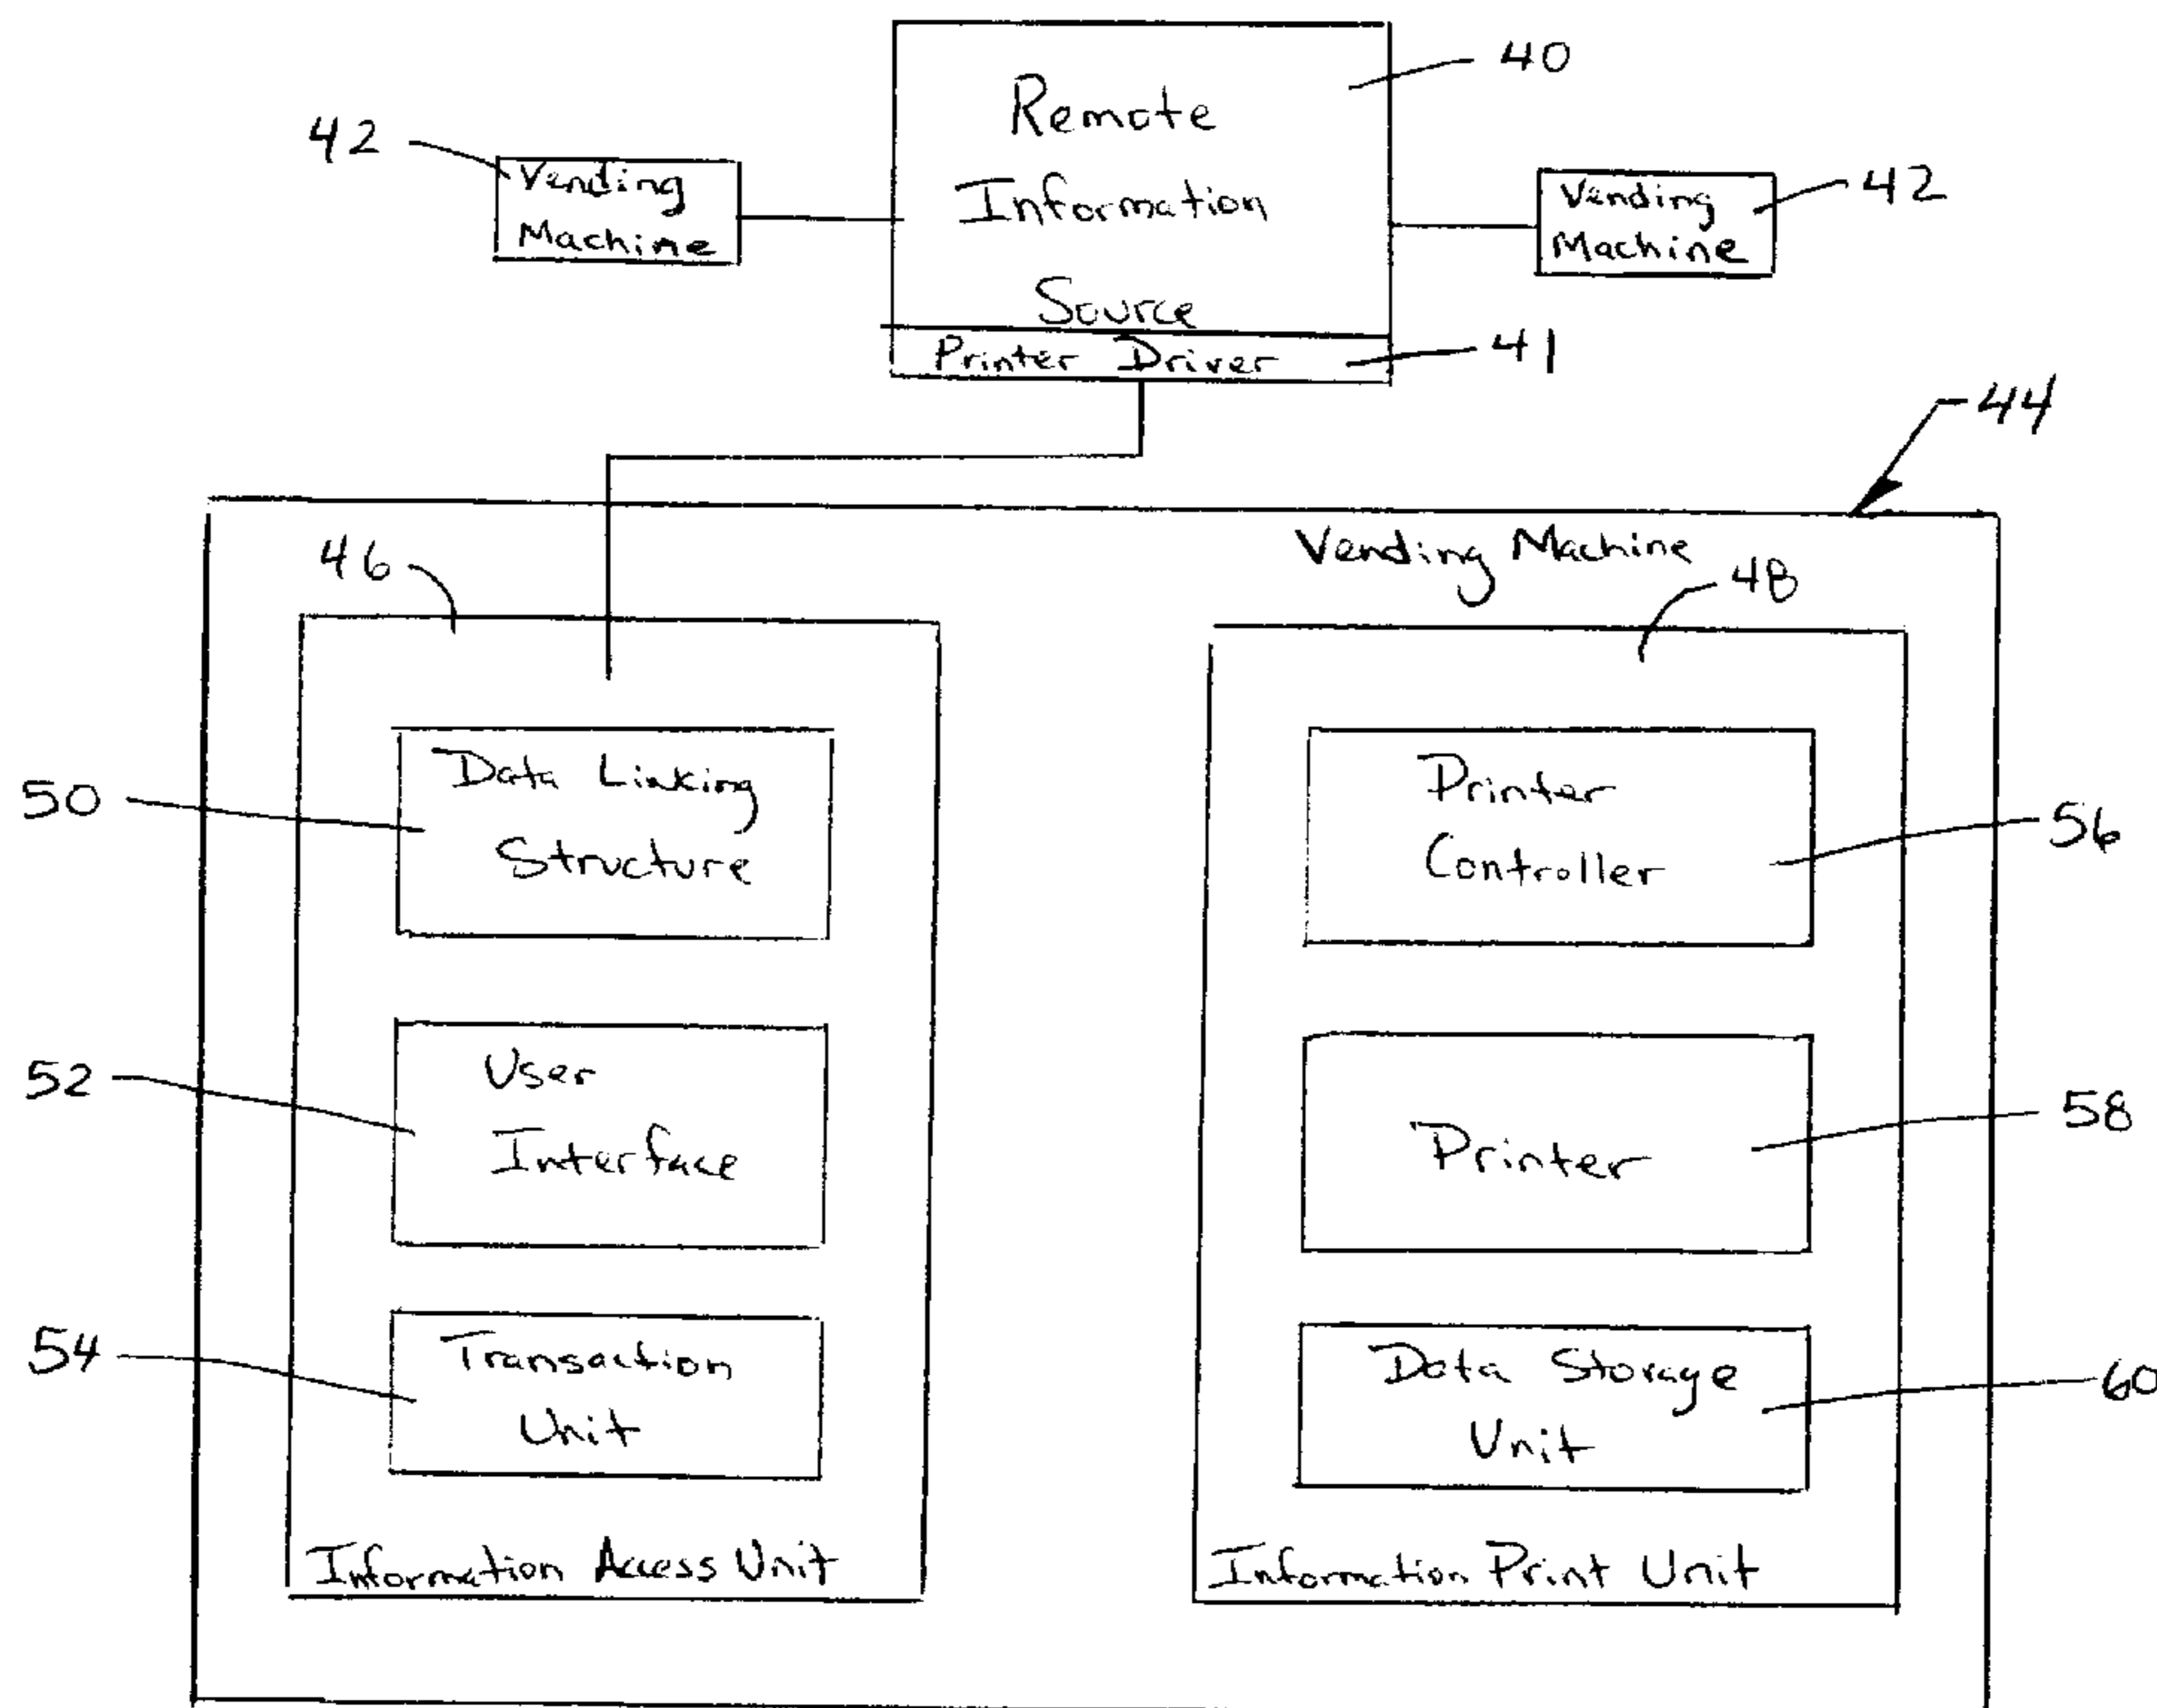 40
Remote
Information
Source
42
Vending
Machine
42
Vending
Machine
Printer Driver
41
44
Vending Machine
46
48
Data Linking
Structure
50
Printer
Controller
56
User
Interface
52
Printer
58
Transaction
Unit
54
Data Storage
Unit
60
Information Access Unit
Information Print Unit